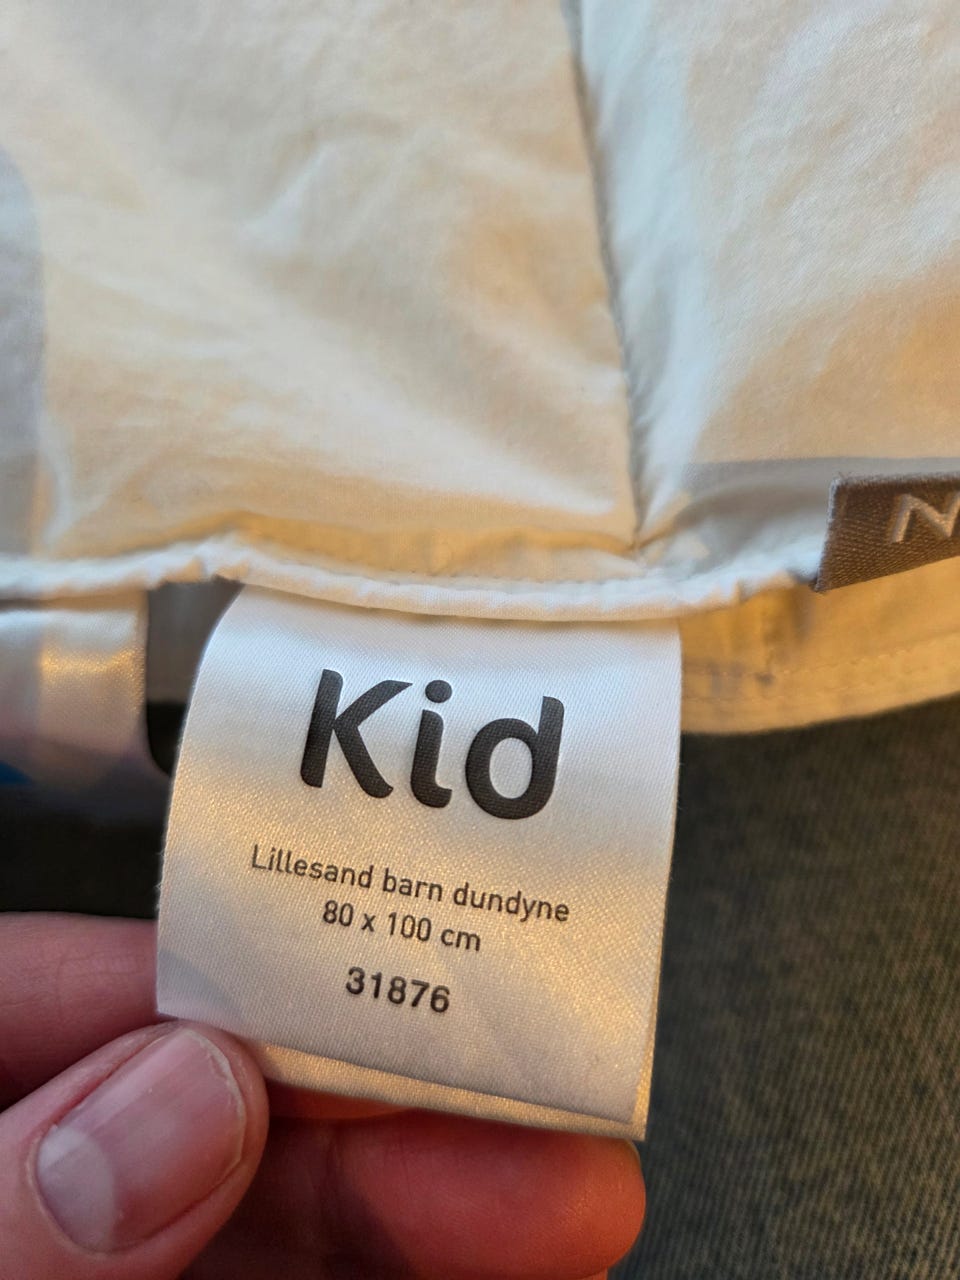 Kid
Lillesand barn dundyne
80 x 100 cm
31876